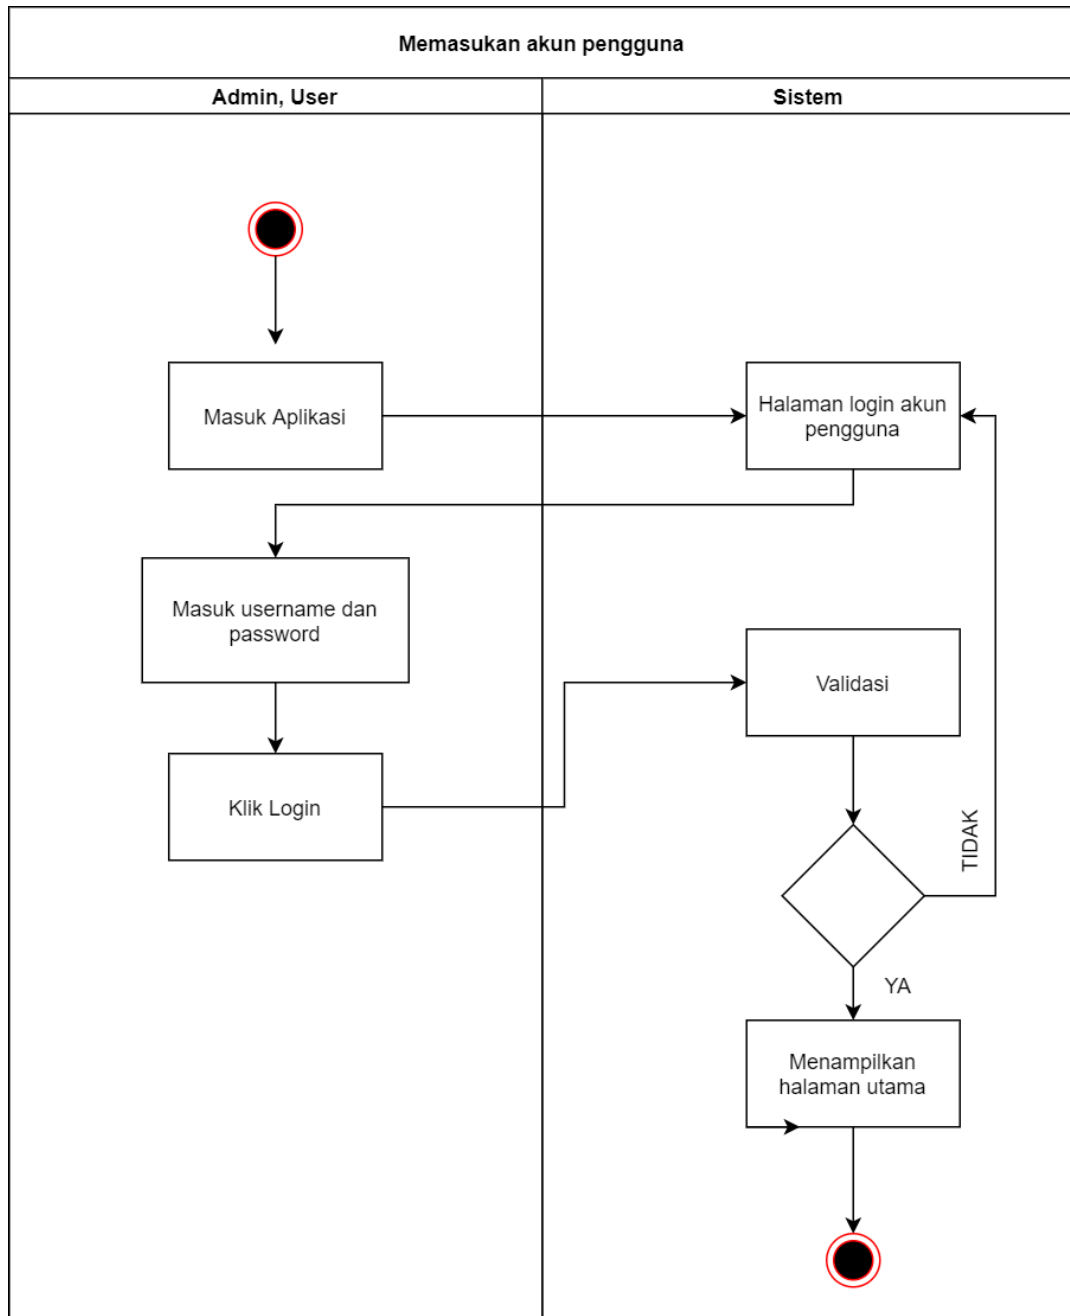 Memasukan akun pengguna
Admin, User
Sistem
Masuk Aplikasi
Halaman login akun
pengguna
Masuk username dan
password
Validasi
Klik Login
TIDAK
YA
Menampilkan
halaman utama